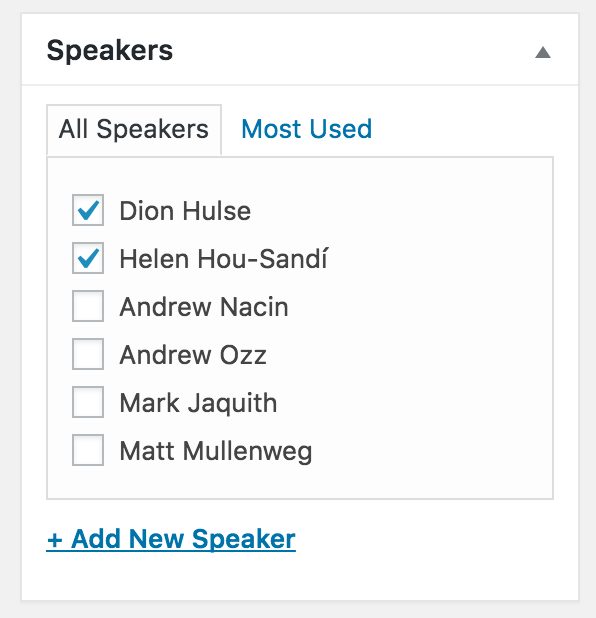 Speakers
All Speakers
Most Used
Dion Hulse
Helen Hou-Sandí
Andrew Nacin
Andrew Ozz
Mark Jaquith
Matt Mullenweg
+ Add New Speaker